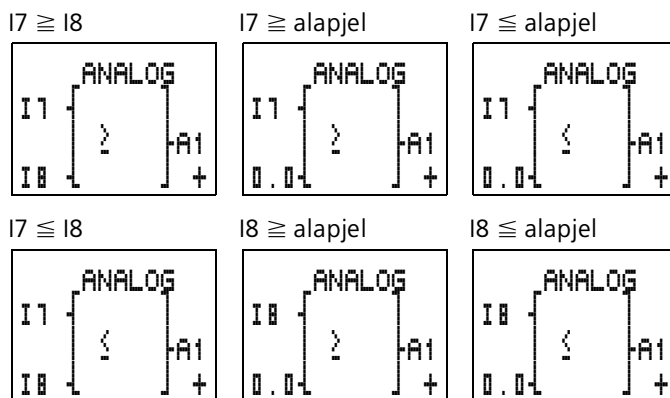 I7 ≧ I8
I7 ≧ alapjel
I7 ≦ alapjel
ANALOG
I7
≥
A1
I8
+
ANALOG
I7
≥
A1
0.0
+
ANALOG
I7
≤
A1
0.0
+
I7 ≦ I8
I8 ≧ alapjel
I8 ≦ alapjel
ANALOG
I7
≤
A1
I8
+
ANALOG
I8
≥
A1
0.0
+
ANALOG
I8
≤
A1
0.0
+